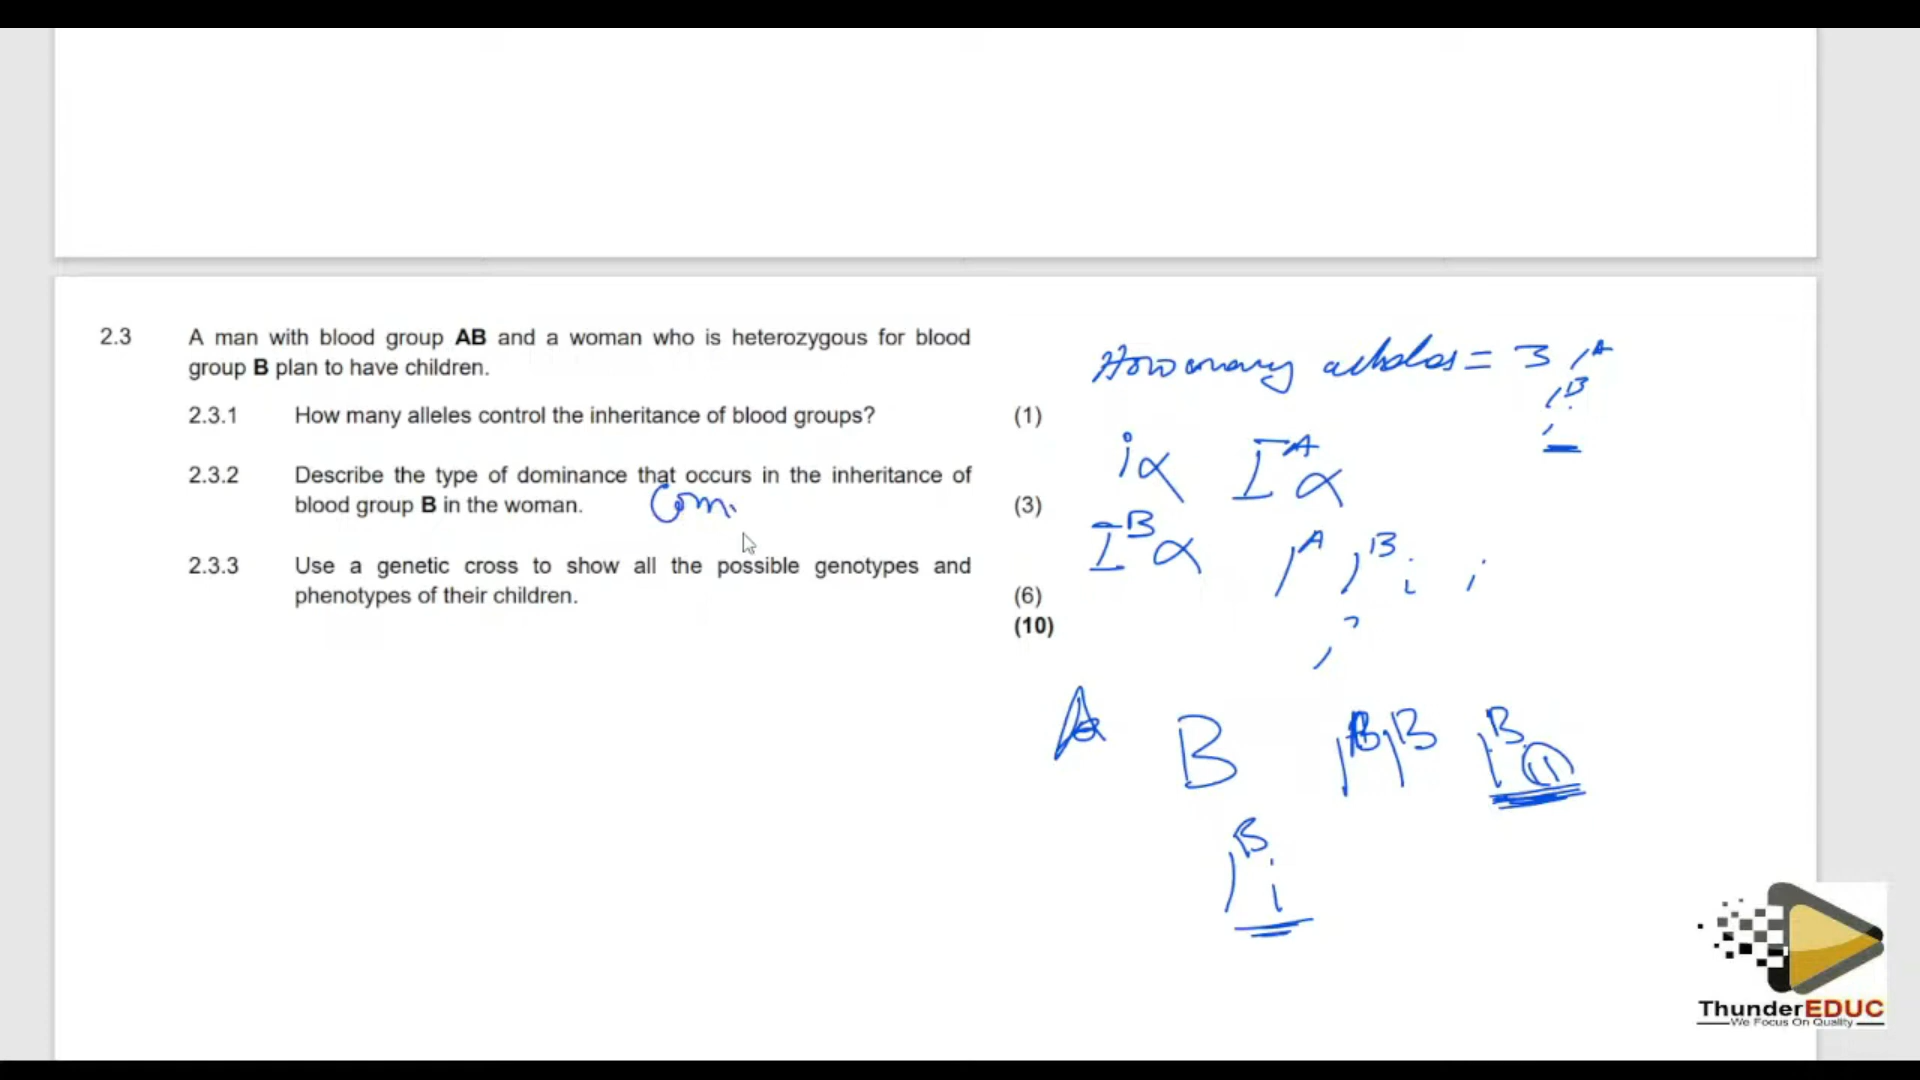 2.3 A man with blood group AB and a woman who is heterozygous for blood
group B plan to have children.
2.3.1 How many alleles control the inheritance of blood groups? (1)
2.3.2 Describe the type of dominance that occurs in the inheritance of
blood group B in the woman. (3)
Com.
2.3.3 Use a genetic cross to show all the possible genotypes and
phenotypes of their children. (6)
(10)
How many = 3 I^A
I^B
i
i α I^A α
I^B α I^A I^B i i
A B I^B I^B I^B i
I^B i
ThunderEDUC
We Focus On Quality